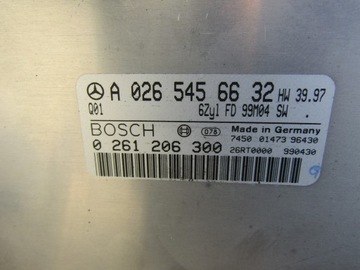 A 026 545 66 32 HW 39.97
Q01 6Zyl FD 99M04 SW .
BOSCH 078 Made in Germany
7450 01473 96430
0 261 206 300 26RT0000 990430